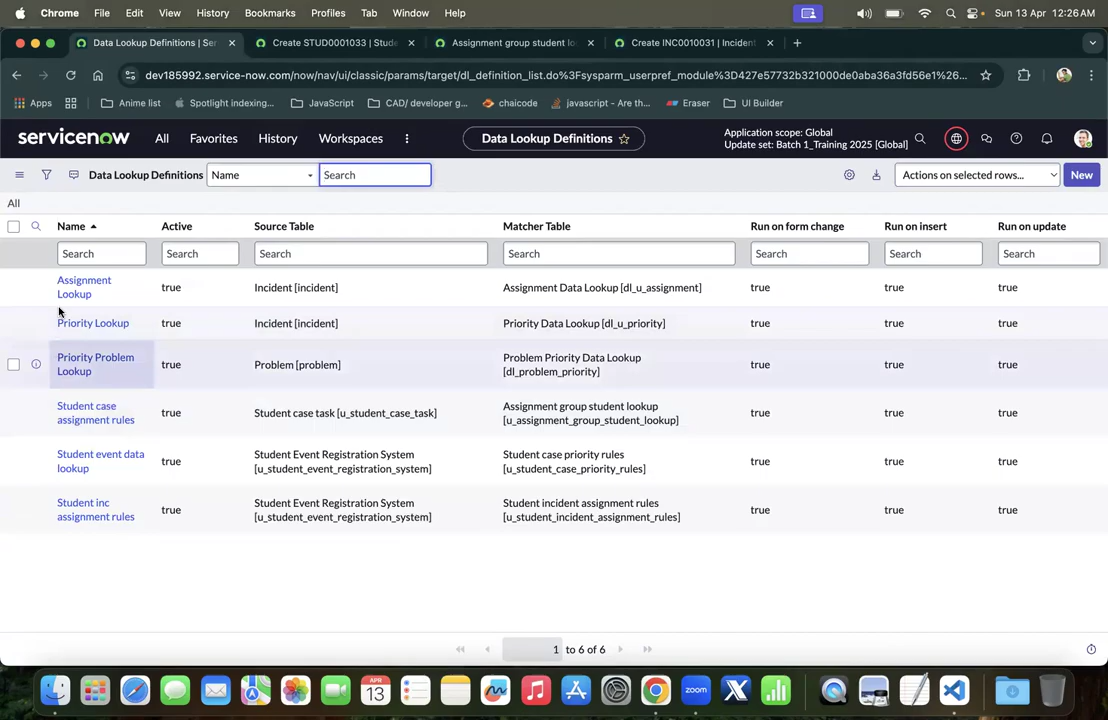 Chrome File Edit View History Bookmarks Profiles Tab Window Help Sun 13 Apr 12:26 AM
Data Lookup Definitions | Ser Create STUD0001033 | Stude Assignment group student lo Create INC0010031 | Incident
dev185992.service-now.com/now/nav/ui/classic/params/target/dl_definition_list.do%3Fsysparm_userpref_module%3D427e57732b321000de0aba36a3fd56e1%26...
Apps Anime list Spotlight indexing... JavaScript CAD/ developer g... chaicode javascript - Are th... Eraser UI Builder
servicenow All Favorites History Workspaces Data Lookup Definitions
Application scope: Global
Update set: Batch 1_Training 2025 [Global]
Data Lookup Definitions Name Search Actions on selected rows... New
All
Name Active Source Table Matcher Table Run on form change Run on insert Run on update
Search Search Search Search Search Search Search
Assignment
Lookup true Incident [incident] Assignment Data Lookup [dl_u_assignment] true true true
Priority Lookup true Incident [incident] Priority Data Lookup [dl_u_priority] true true true
Priority Problem
Lookup true Problem [problem] Problem Priority Data Lookup
[dl_problem_priority] true true true
Student case
assignment rules true Student case task [u_student_case_task] Assignment group student lookup
[u_assignment_group_student_lookup] true true true
Student event data
lookup true Student Event Registration System
[u_student_event_registration_system] Student case priority rules
[u_student_case_priority_rules] true true true
Student inc
assignment rules true Student Event Registration System
[u_student_event_registration_system] Student incident assignment rules
[u_student_incident_assignment_rules] true true true
1 to 6 of 6
APR
13
zoom